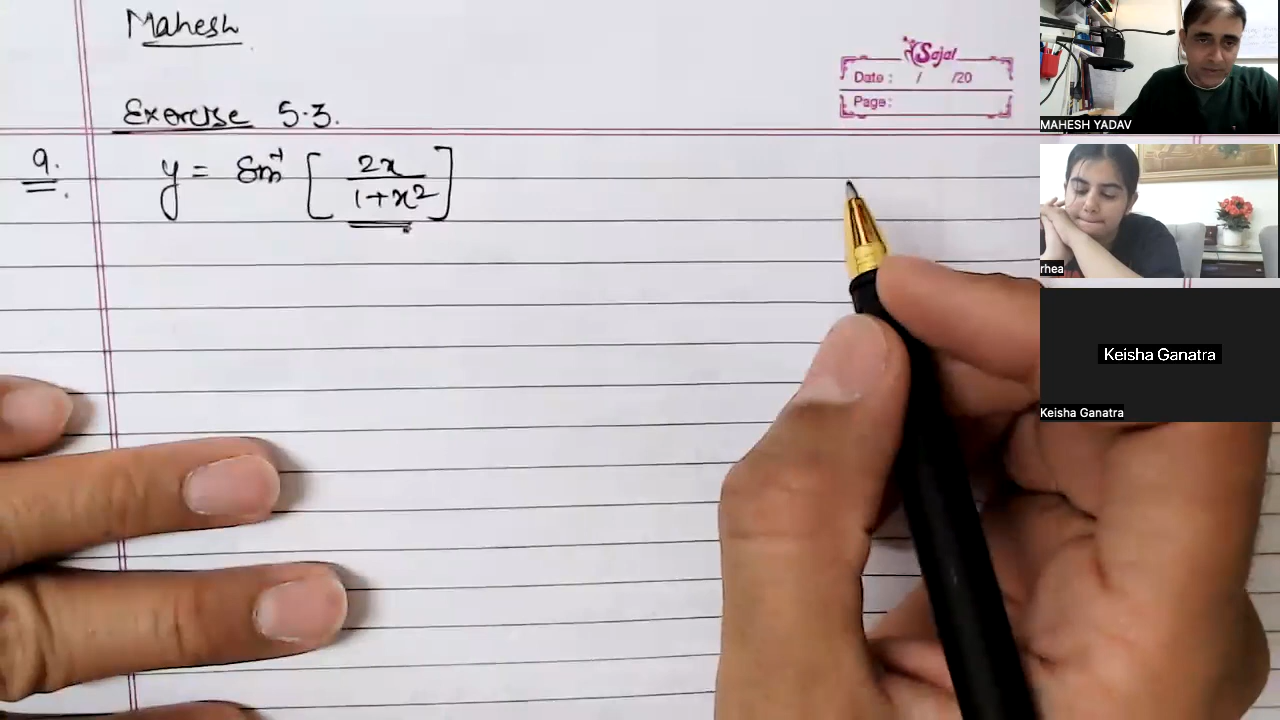 Mahesh
Sajal
Date : / /20
Page :
Exercise 5.3.
9. y = Sin⁻¹ [ 2x / 1+x² ]
MAHESH YADAV
rhea
Keisha Ganatra
Keisha Ganatra